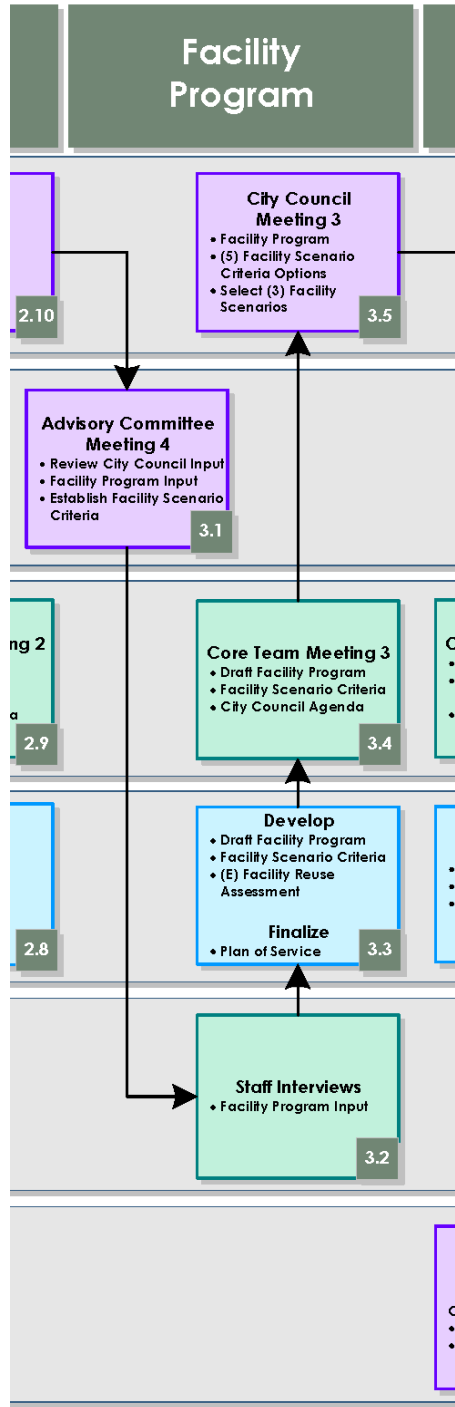 Facility
Program
2.10
City Council
Meeting 3
• Facility Program
• (5) Facility Scenario
Criteria Options
• Select (3) Facility
Scenarios
3.5
Advisory Committee
Meeting 4
• Review City Council Input
• Facility Program Input
• Establish Facility Scenario
Criteria
3.1
ng 2
a
2.9
Core Team Meeting 3
• Draft Facility Program
• Facility Scenario Criteria
• City Council Agenda
3.4
C
2.8
Develop
• Draft Facility Program
• Facility Scenario Criteria
• (E) Facility Reuse
Assessment
Finalize
• Plan of Service
3.3
Staff Interviews
• Facility Program Input
3.2